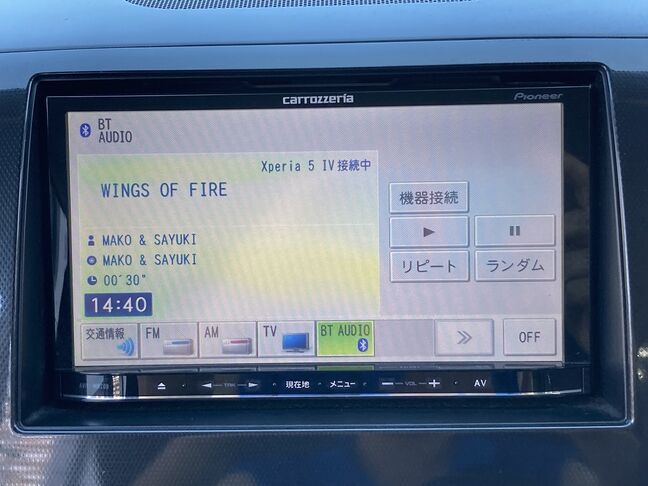 carrozzeria
Pioneer
BT
AUDIO
Xperia 5 IV接続中
WINGS OF FIRE
機器接続
MAKO & SAYUKI
MAKO & SAYUKI
リピート
ランダム
00'30"
14:40
交通情報
FM
AM
TV
BT AUDIO
OFF
TRK
現在地
メニュー
VOL
AV